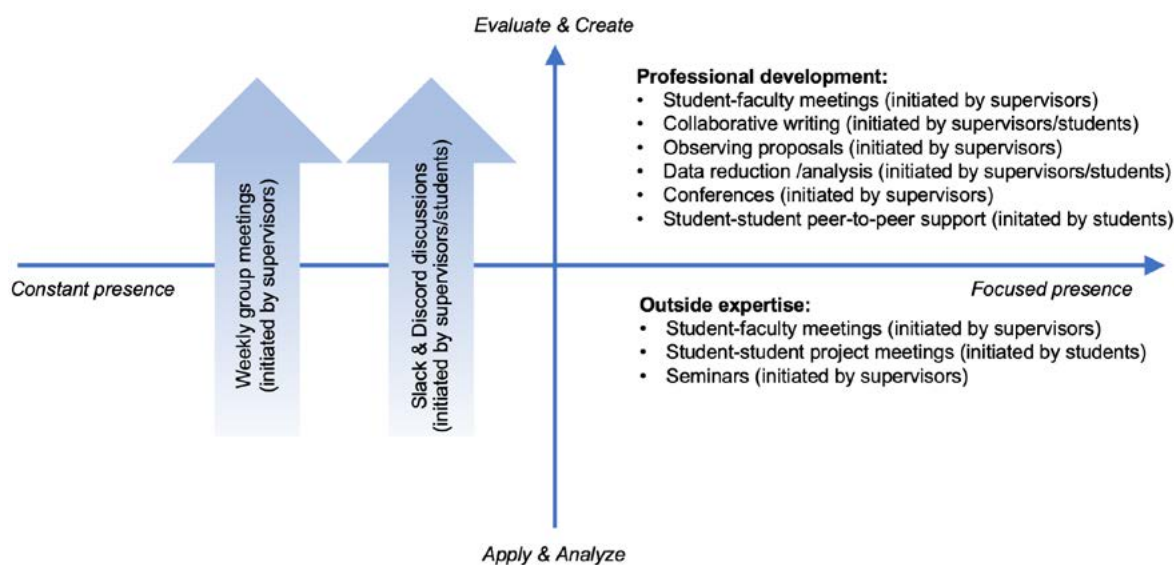 Evaluate & Create
Professional development:
• Student-faculty meetings (initiated by supervisors)
• Collaborative writing (initiated by supervisors/students)
• Observing proposals (initiated by supervisors)
• Data reduction /analysis (initiated by supervisors/students)
• Conferences (initiated by supervisors)
• Student-student peer-to-peer support (initated by students)
Weekly group meetings
(initiated by supervisors)
Slack & Discord discussions
(initiated by supervisors/students)
Constant presence
Focused presence
Outside expertise:
• Student-faculty meetings (initiated by supervisors)
• Student-student project meetings (initiated by students)
• Seminars (initiated by supervisors)
Apply & Analyze